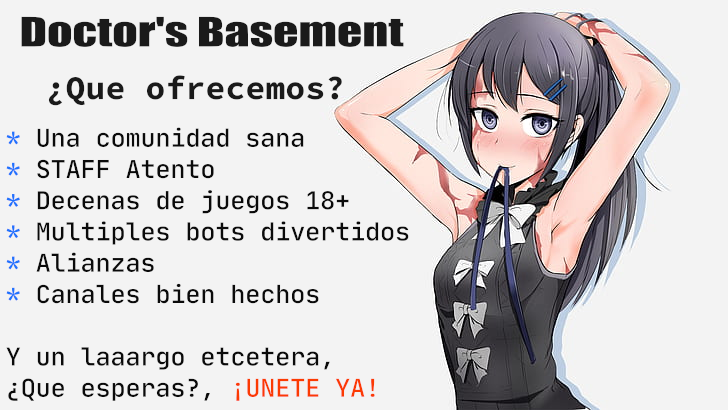 Doctor's Basement
¿Que ofrecemos?
* Una comunidad sana
* STAFF Atento
* Decenas de juegos 18+
* Multiples bots divertidos
* Alianzas
* Canales bien hechos
Y un laaargo etcetera,
¿Que esperas?, ¡UNETE YA!